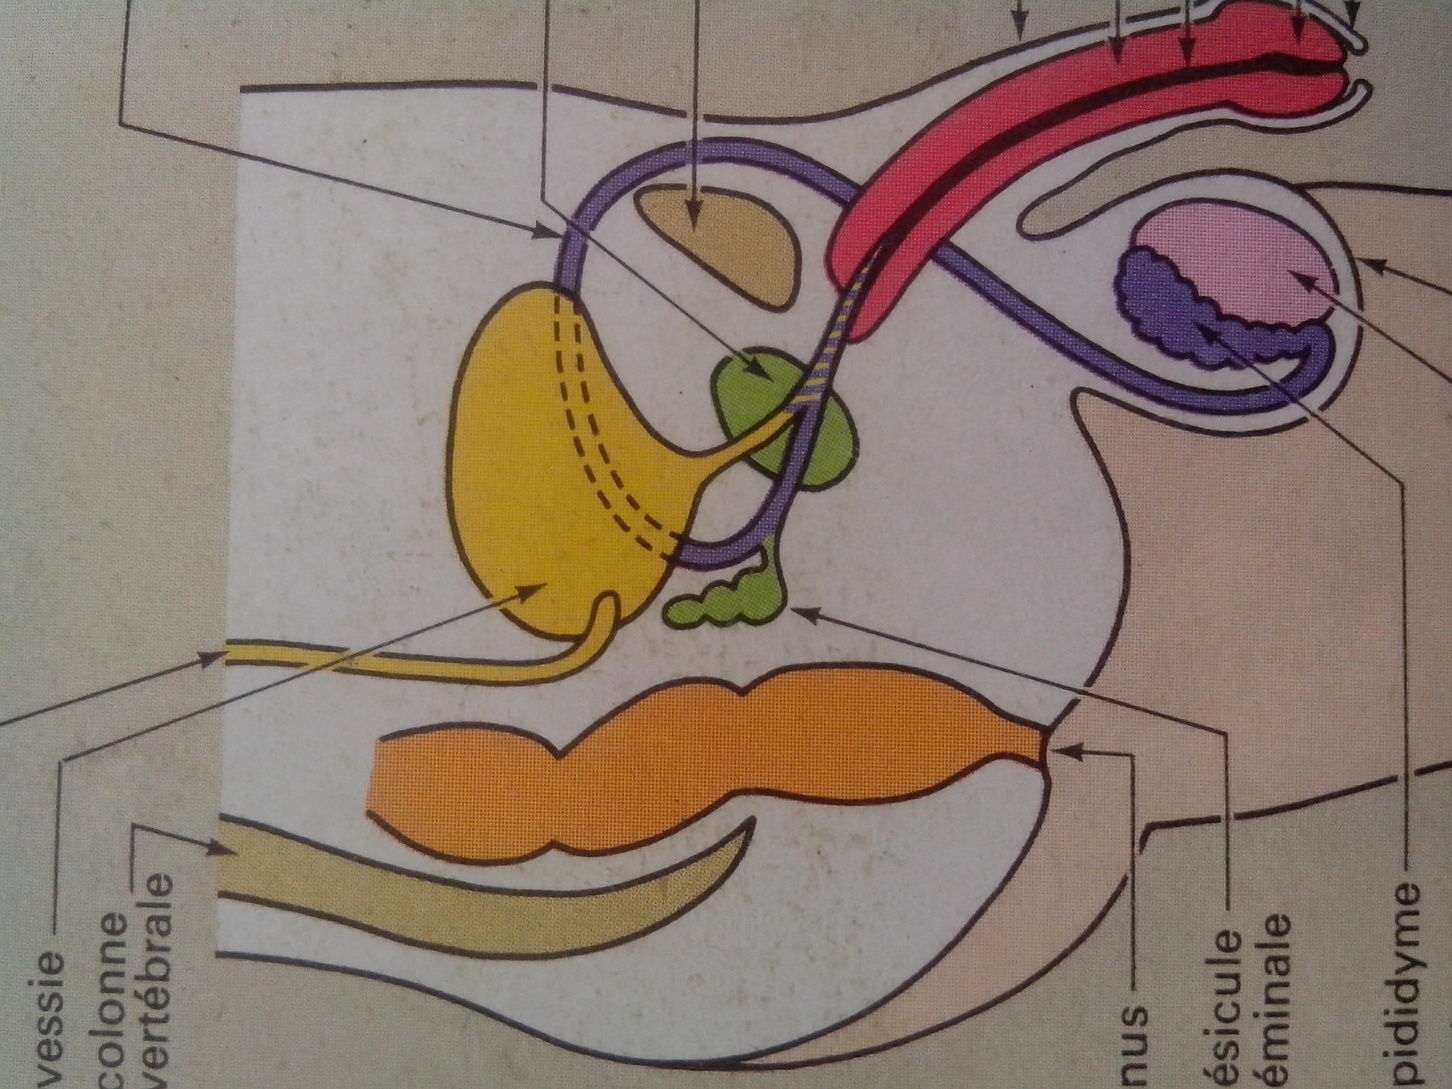 vessie
colonne
vertébrale
nus
ésicule
éminale
pididyme